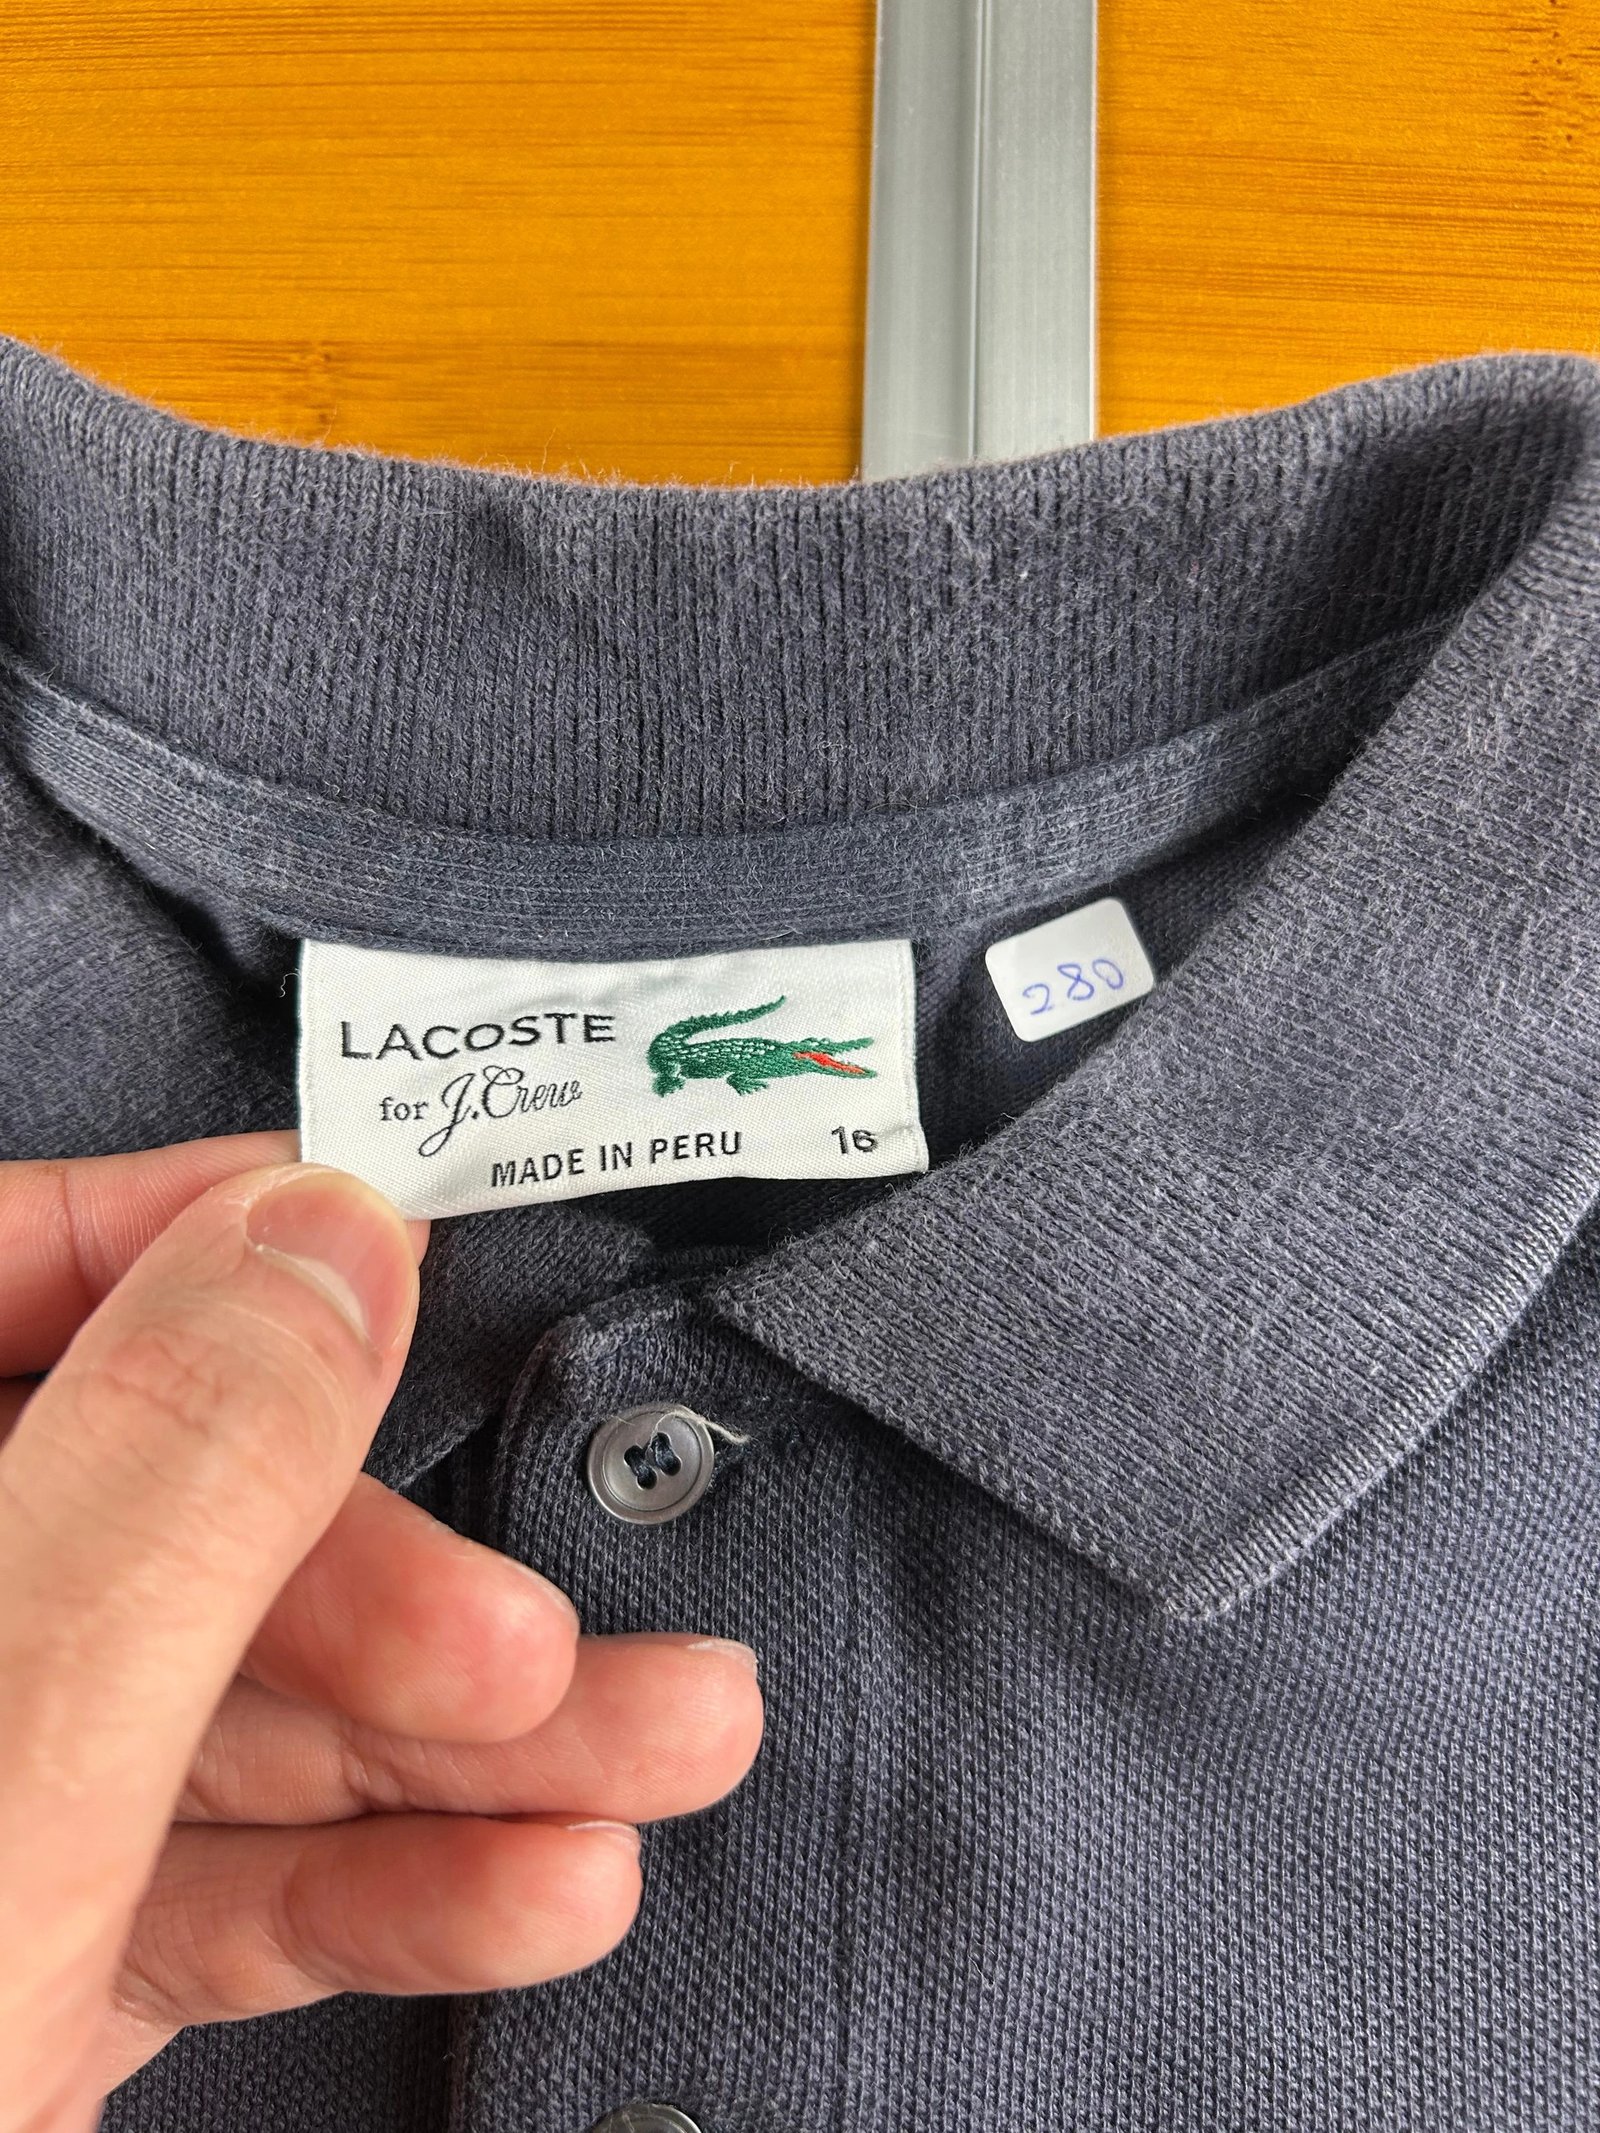 LACOSTE
for J.Crew
MADE IN PERU 16
280